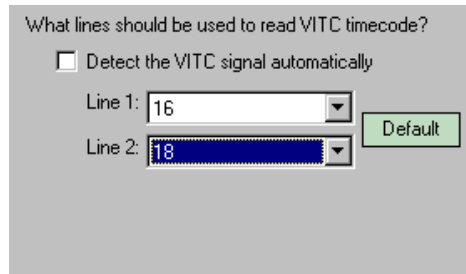 What lines should be used to read VITC timecode?
Detect the VITC signal automatically
Line 1: 16
Default
Line 2: 18